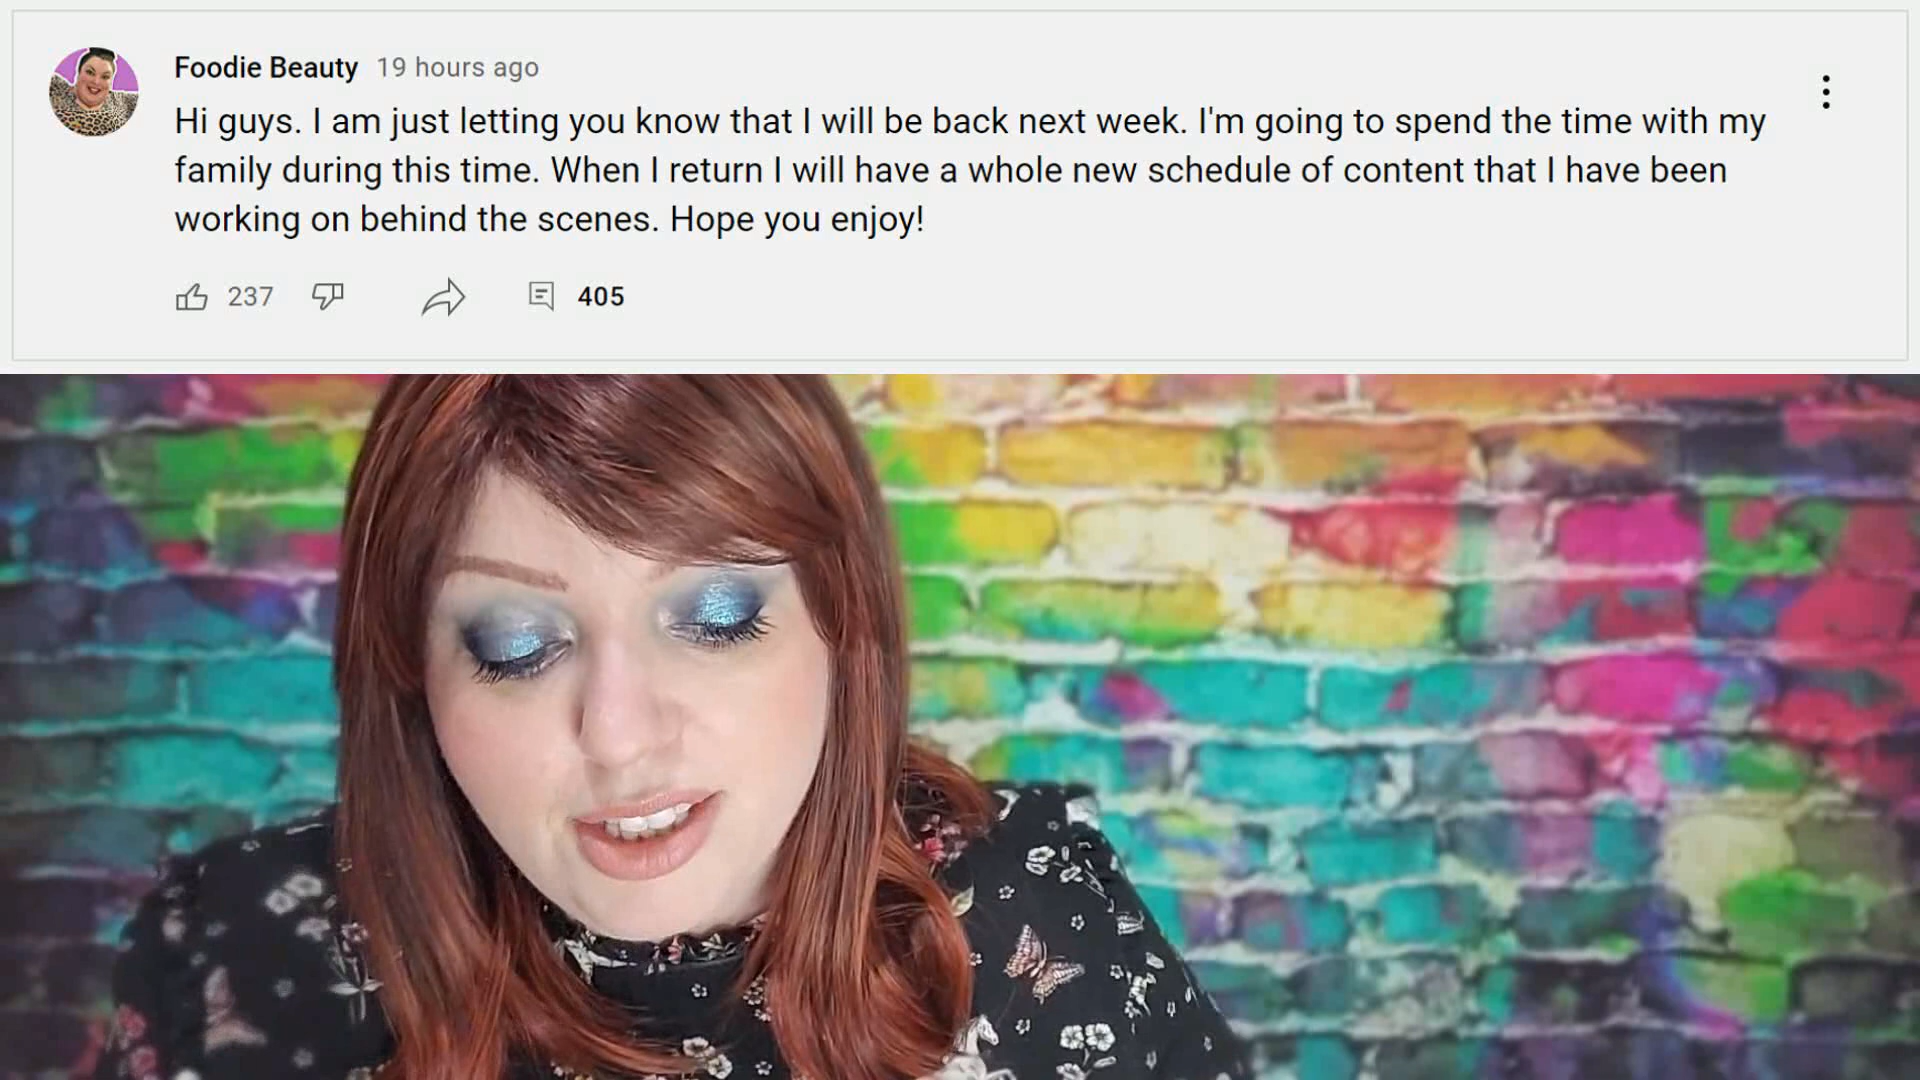 Foodie Beauty 19 hours ago
Hi guys. I am just letting you know that I will be back next week. I'm going to spend the time with my
family during this time. When I return I will have a whole new schedule of content that I have been
working on behind the scenes. Hope you enjoy!
237 405